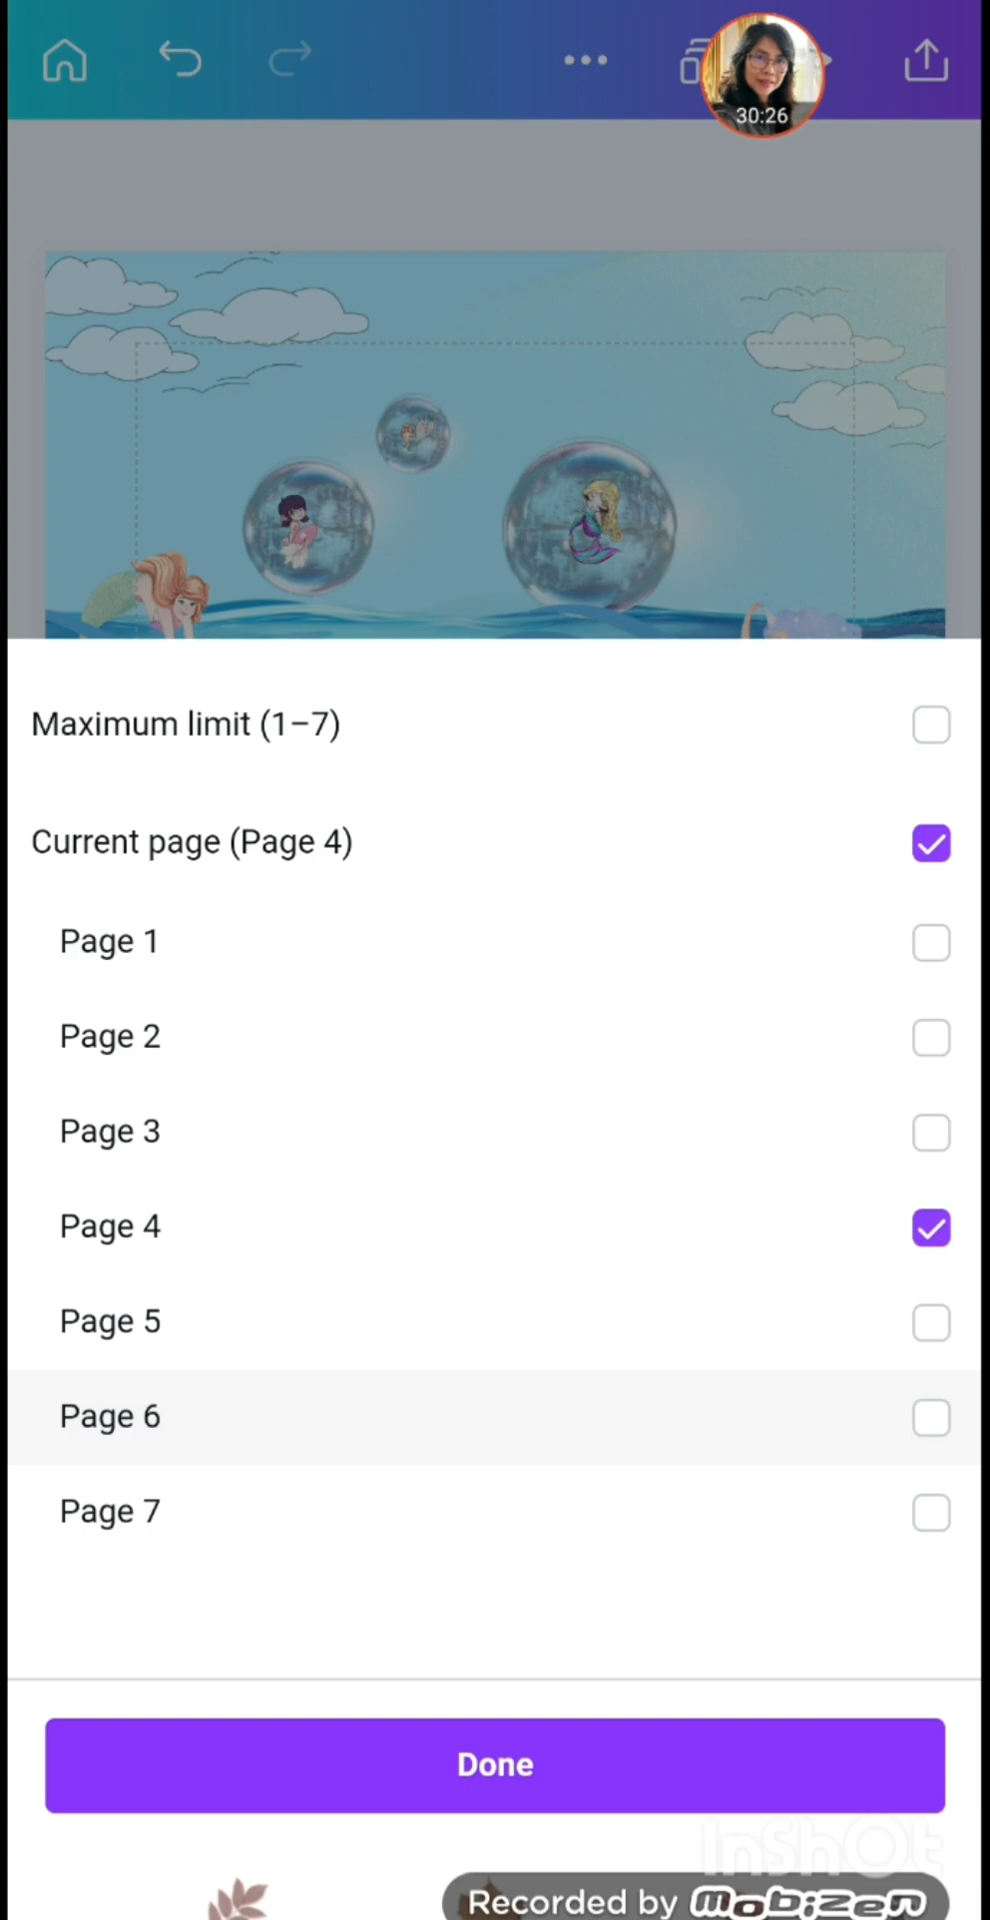 30:26
Maximum limit (1–7)
Current page (Page 4)
Page 1
Page 2
Page 3
Page 4
Page 5
Page 6
Page 7
Done
InShOt
Recorded by mobizen